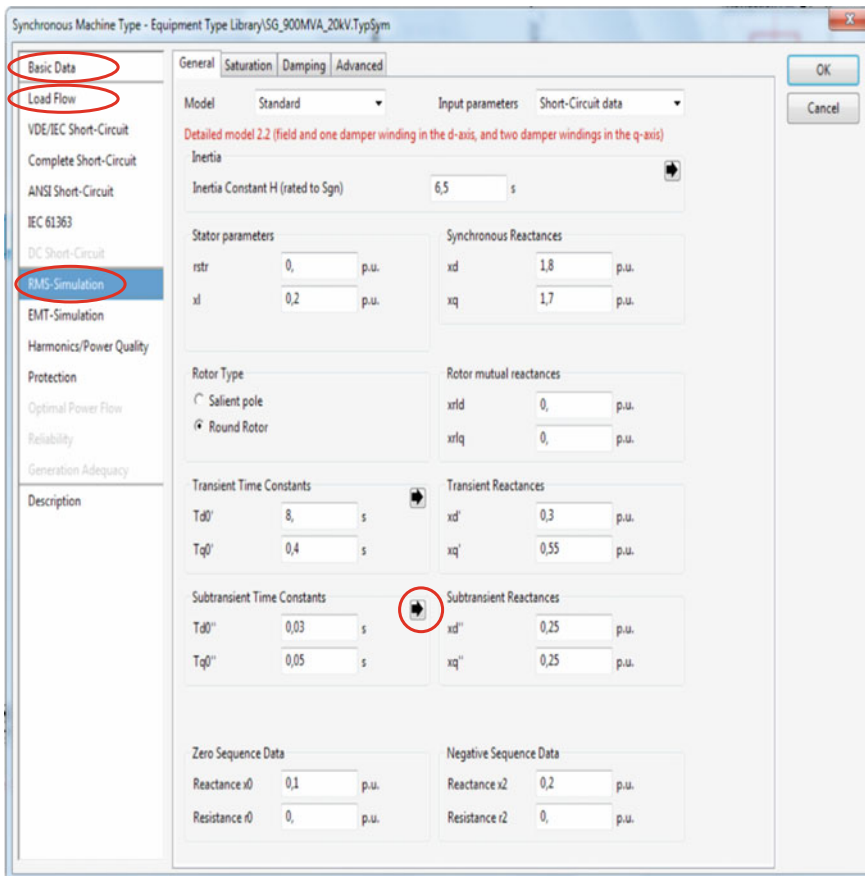 Synchronous Machine Type - Equipment Type Library\SG_900MVA_20kV.TypSym
X
Basic Data
Load Flow
VDE/IEC Short-Circuit
Complete Short-Circuit
ANSI Short-Circuit
IEC 61363
DC Short-Circuit
RMS-Simulation
EMT-Simulation
Harmonics/Power Quality
Protection
Optimal Power Flow
Reliability
Generation Adequacy
Description
General Saturation Damping Advanced
OK
Cancel
Model Standard Input parameters Short-Circuit data
Detailed model 2.2 (field and one damper winding in the d-axis, and two damper windings in the q-axis)
Inertia
Inertia Constant H (rated to Sgn) 6,5 s
Stator parameters Synchronous Reactances
rstr 0, p.u. xd 1,8 p.u.
xl 0,2 p.u. xq 1,7 p.u.
Rotor Type Rotor mutual reactances
Salient pole xrld 0, p.u.
Round Rotor xrlq 0, p.u.
Transient Time Constants Transient Reactances
Td0' 8, s xd' 0,3 p.u.
Tq0' 0,4 s xq' 0,55 p.u.
Subtransient Time Constants Subtransient Reactances
Td0'' 0,03 s xd'' 0,25 p.u.
Tq0'' 0,05 s xq'' 0,25 p.u.
Zero Sequence Data Negative Sequence Data
Reactance x0 0,1 p.u. Reactance x2 0,2 p.u.
Resistance r0 0, p.u. Resistance r2 0, p.u.